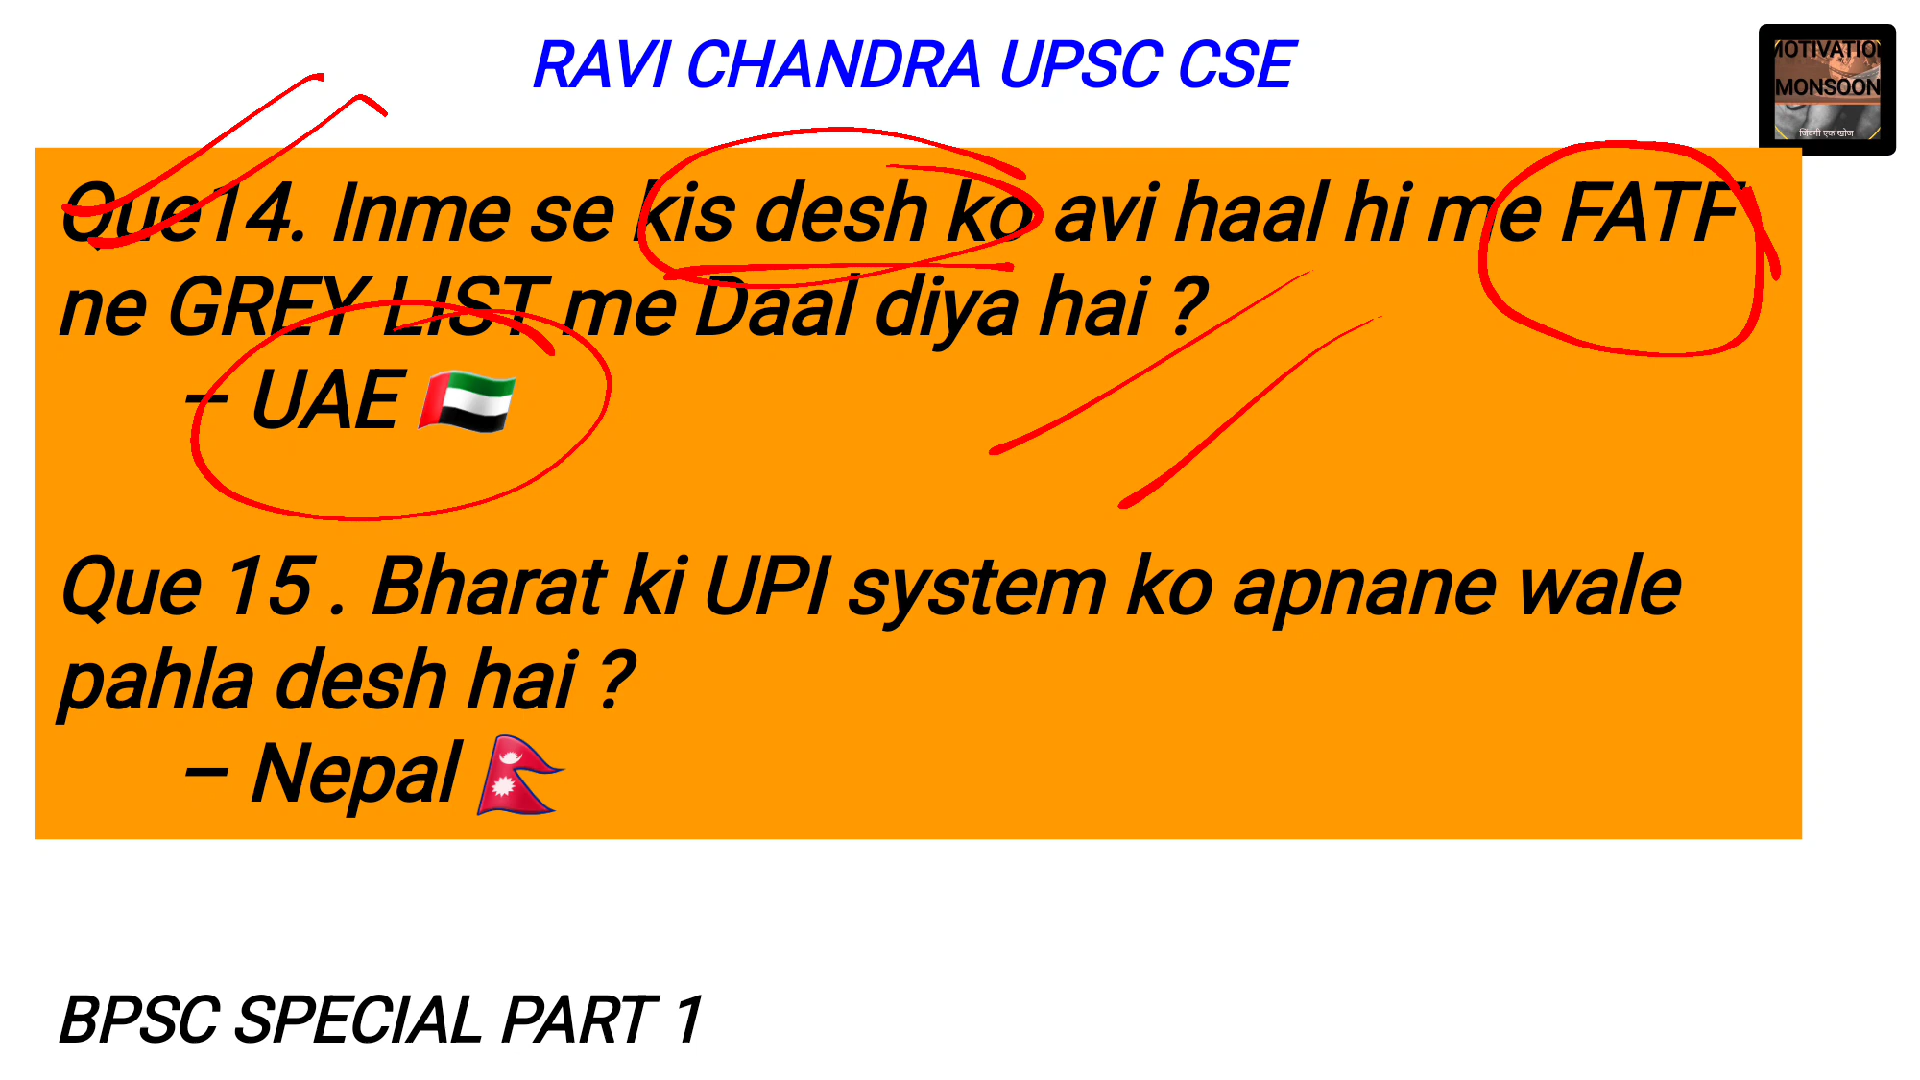 RAVI CHANDRA UPSC CSE
MOTIVATION
MONSOON
जिंदगी एक खोज
Que14. Inme se kis desh ko avi haal hi me FATF
ne GREY LIST me Daal diya hai ?
– UAE 🇦🇪
Que 15 . Bharat ki UPI system ko apnane wale
pahla desh hai ?
– Nepal 🇳🇵
BPSC SPECIAL PART 1